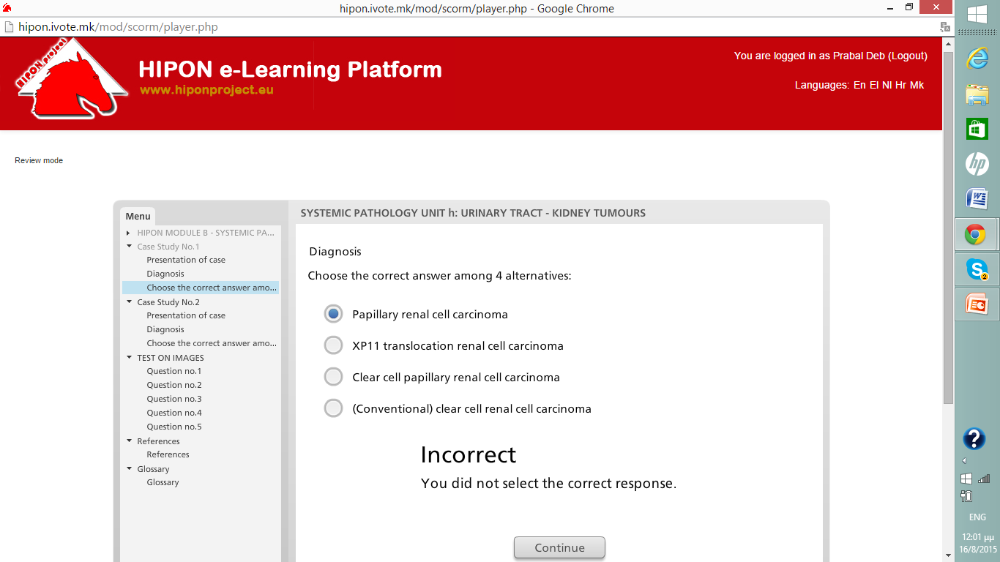 hipon.ivote.mk/mod/scorm/player.php - Google Chrome
hipon.ivote.mk/mod/scorm/player.php
HIPON project
HIPON e-Learning Platform
www.hiponproject.eu
You are logged in as Prabal Deb (Logout)
Languages: En El Nl Hr Mk
Review mode
Menu
HIPON MODULE B - SYSTEMIC PA...
Case Study No.1
Presentation of case
Diagnosis
Choose the correct answer amo...
Case Study No.2
Presentation of case
Diagnosis
Choose the correct answer amo...
TEST ON IMAGES
Question no.1
Question no.2
Question no.3
Question no.4
Question no.5
References
References
Glossary
Glossary
SYSTEMIC PATHOLOGY UNIT h: URINARY TRACT - KIDNEY TUMOURS
Diagnosis
Choose the correct answer among 4 alternatives:
Papillary renal cell carcinoma
XP11 translocation renal cell carcinoma
Clear cell papillary renal cell carcinoma
(Conventional) clear cell renal cell carcinoma
Incorrect
You did not select the correct response.
Continue
hp
2
ENG
12:01 μμ
16/8/2015